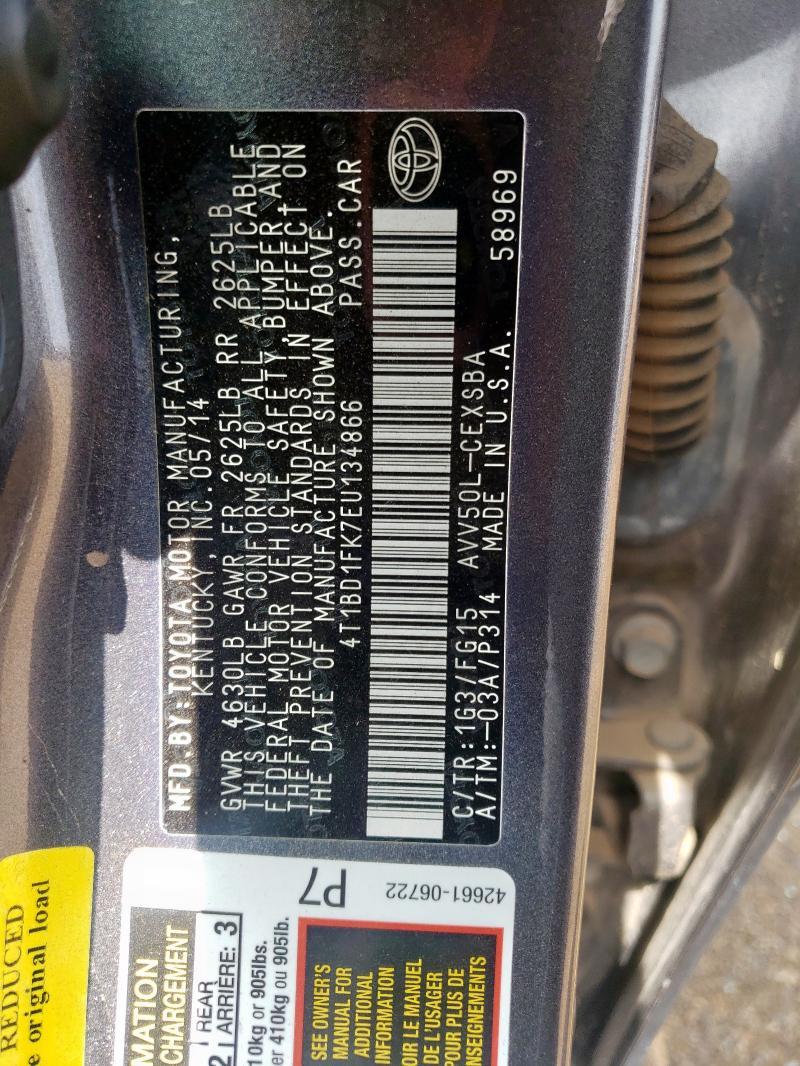 MFD.BY:TOYOTA MOTOR MANUFACTURING,
KENTUCKY, INC. 05/14
GVWR 4630LB GAWR FR 2625LB RR 2625LB
THIS VEHICLE CONFORMS TO ALL APPLICABLE
FEDERAL MOTOR VEHICLE SAFETY, BUMPER, AND
THEFT PREVENTION STANDARDS IN EFFECT ON
THE DATE OF MANUFACTURE SHOWN ABOVE.
4T1BD1FK7EU134866 PASS.CAR
C/TR:1G3/FG15 AVV50L-CEXSBA
A/TM:-03A/P314 MADE IN U.S.A. 58969
REDUCED
e original load
MATION
CHARGEMENT
2 REAR
ARRIÈRE: 3
10kg or 905lbs.
er 410kg ou 905lb.
P7
42661-06722
SEE OWNER'S
MANUAL FOR
ADDITIONAL
INFORMATION
OIR LE MANUEL
DE L'USAGER
POUR PLUS DE
NSEIGNEMENTS